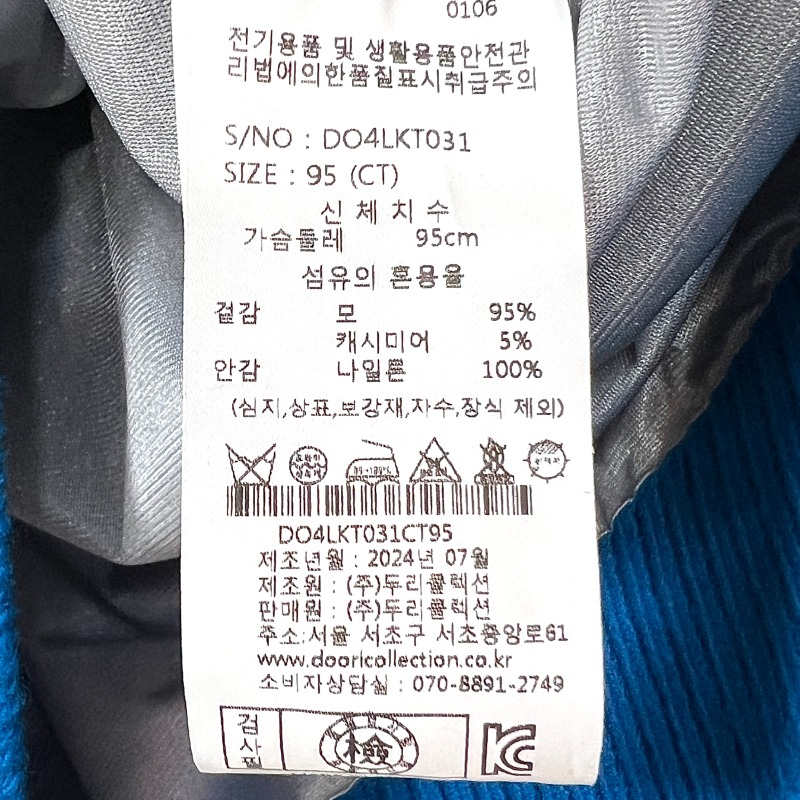 0106
전기용품 및 생활용품안전관
리법에의한품질표시취급주의
S/NO : DO4LKT031
SIZE : 95 (CT)
신 체 치 수
가슴둘레 95cm
섬유의 혼용율
겉감 모 95%
캐시미어 5%
안감 나일론 100%
(심지,상표,보강재,자수,장식 제외)
DO4LKT031CT95
제조년월 : 2024년 07월
제조원 : (주)두리콜렉션
판매원 : (주)두리콜렉션
주소:서울 서초구 서초중앙로61
www.dooricollection.co.kr
소비자상담실 : 070-8891-2749
검사필
檢